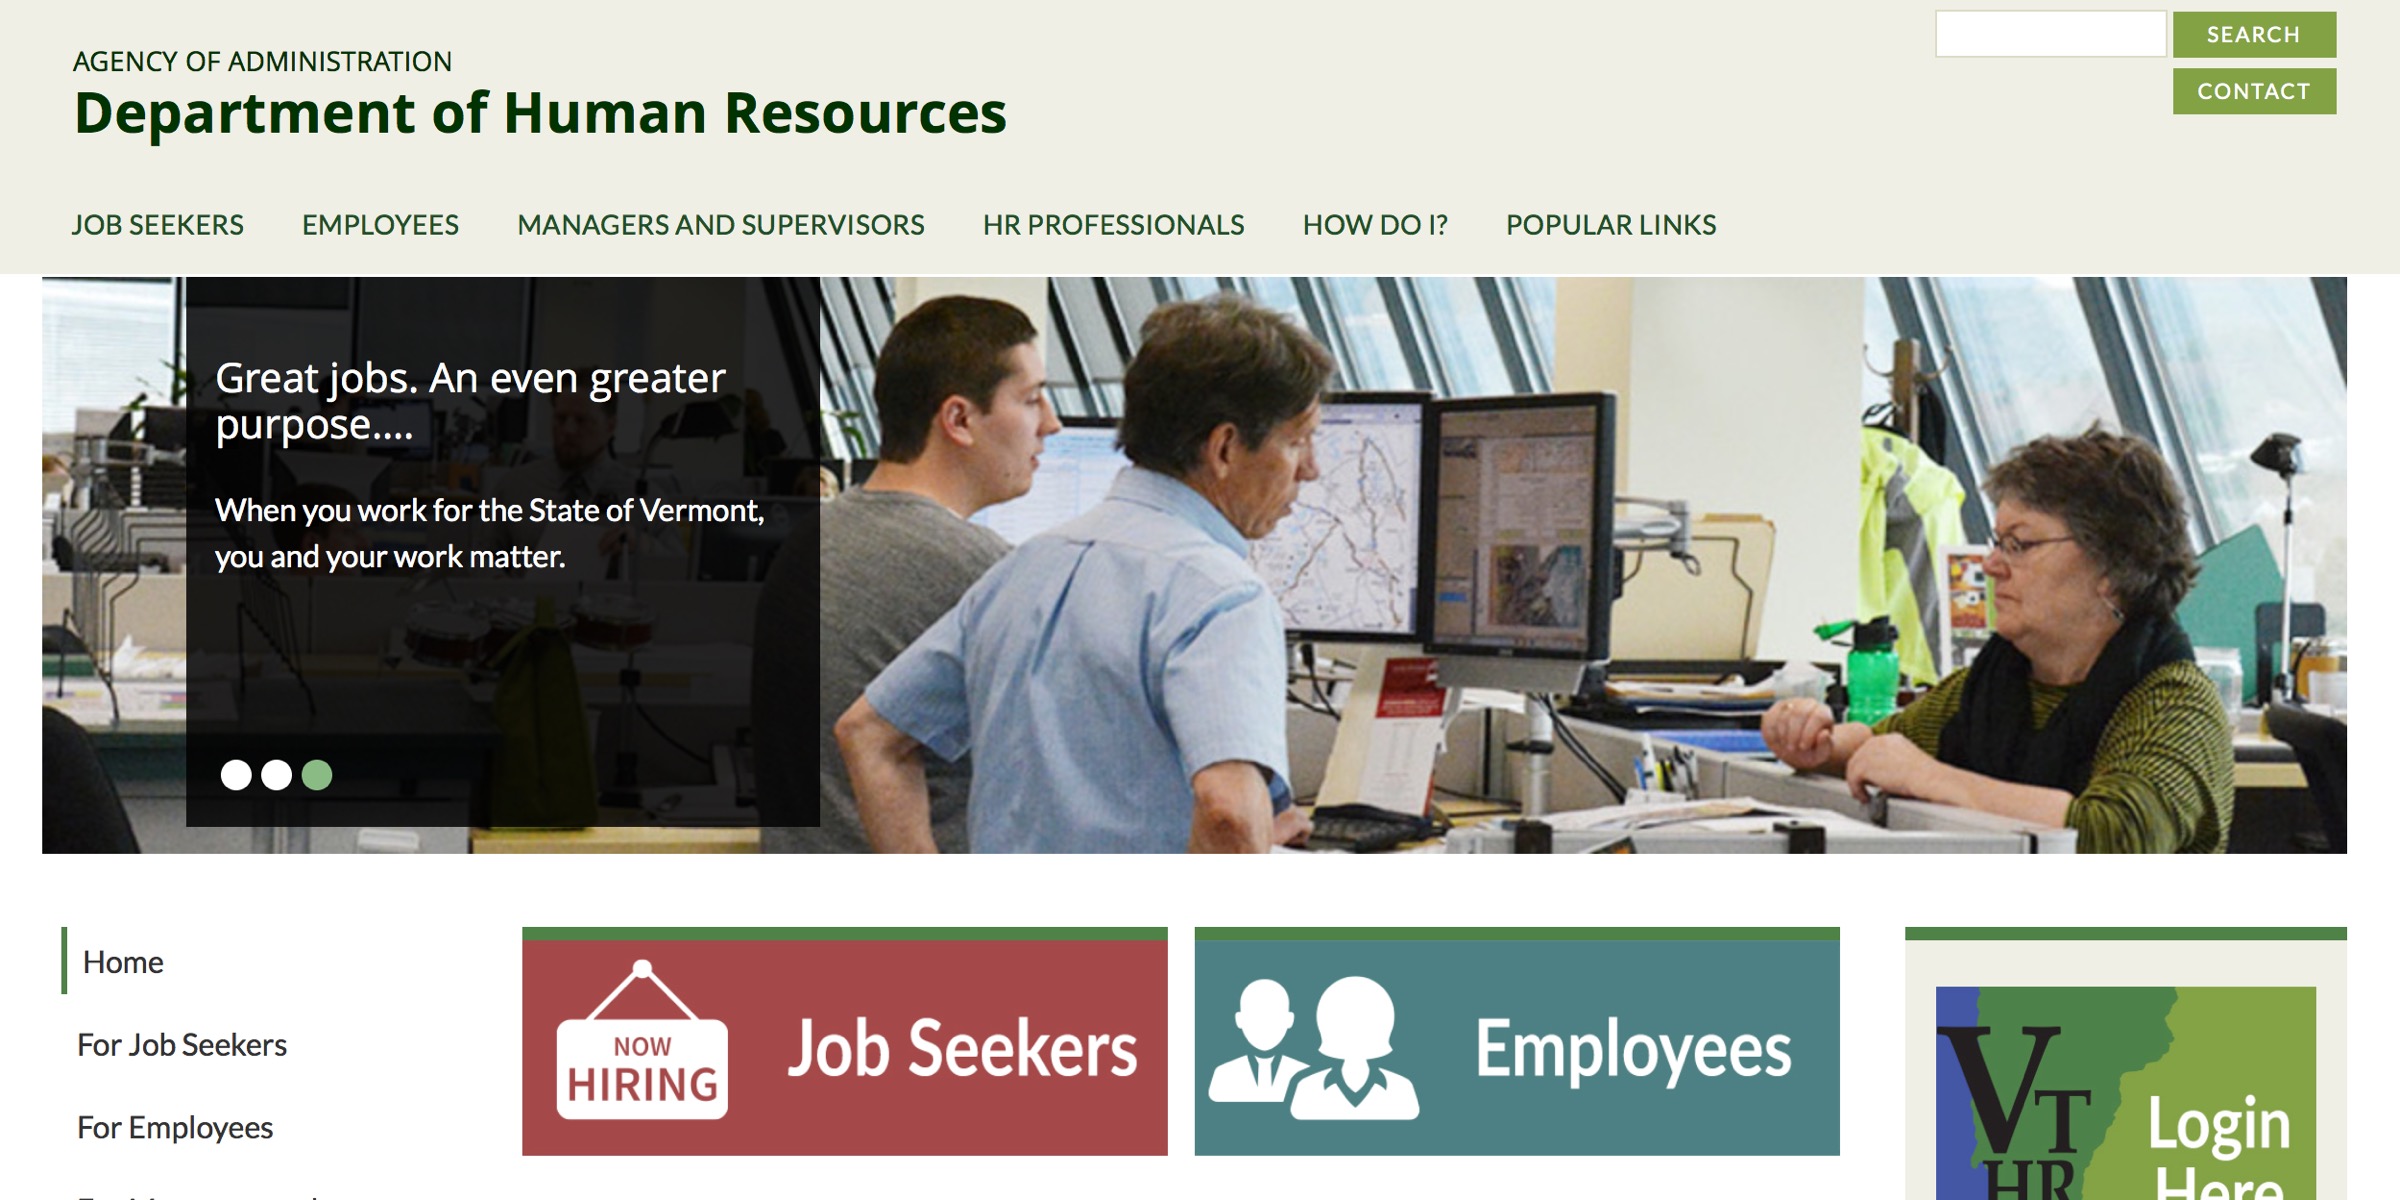 AGENCY OF ADMINISTRATION
Department of Human Resources
SEARCH
CONTACT
JOB SEEKERS
EMPLOYEES
MANAGERS AND SUPERVISORS
HR PROFESSIONALS
HOW DO I?
POPULAR LINKS
Great jobs. An even greater
purpose....
When you work for the State of Vermont,
you and your work matter.
Home
For Job Seekers
For Employees
NOW
HIRING
Job Seekers
Employees
VT
HR
Login
Here